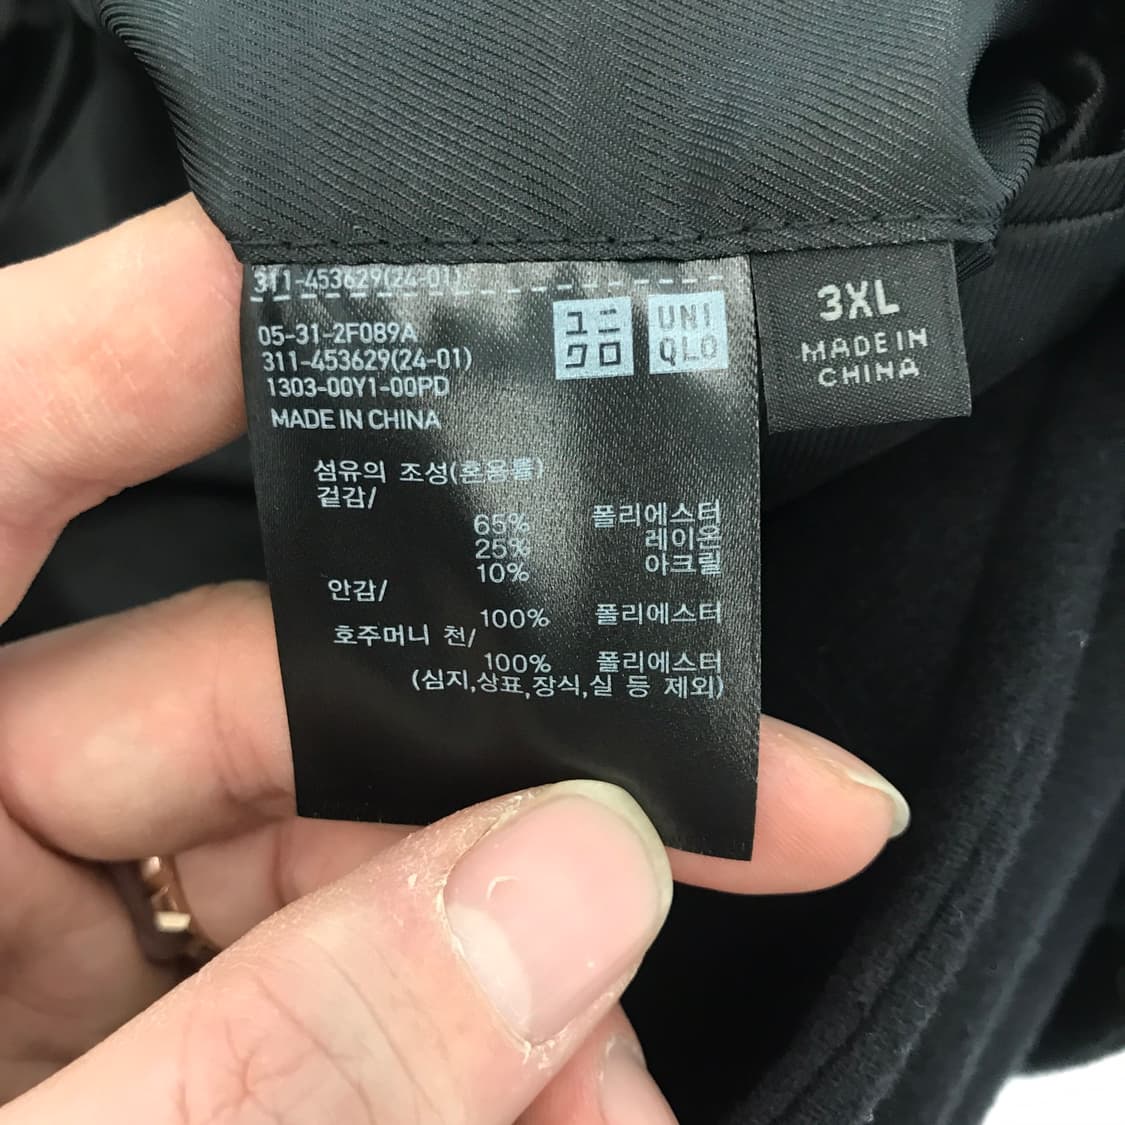 311-453629(24-01)
05-31-2F089A
311-453629(24-01)
1303-00Y1-00PD
MADE IN CHINA
ユニ
クロ
UNI
QLO
3XL
MADE IN
CHINA
섬유의 조성(혼용률)
겉감/
65% 폴리에스터
25% 레이온
10% 아크릴
안감/
100% 폴리에스터
호주머니 천/
100% 폴리에스터
(심지,상표,장식,실 등 제외)